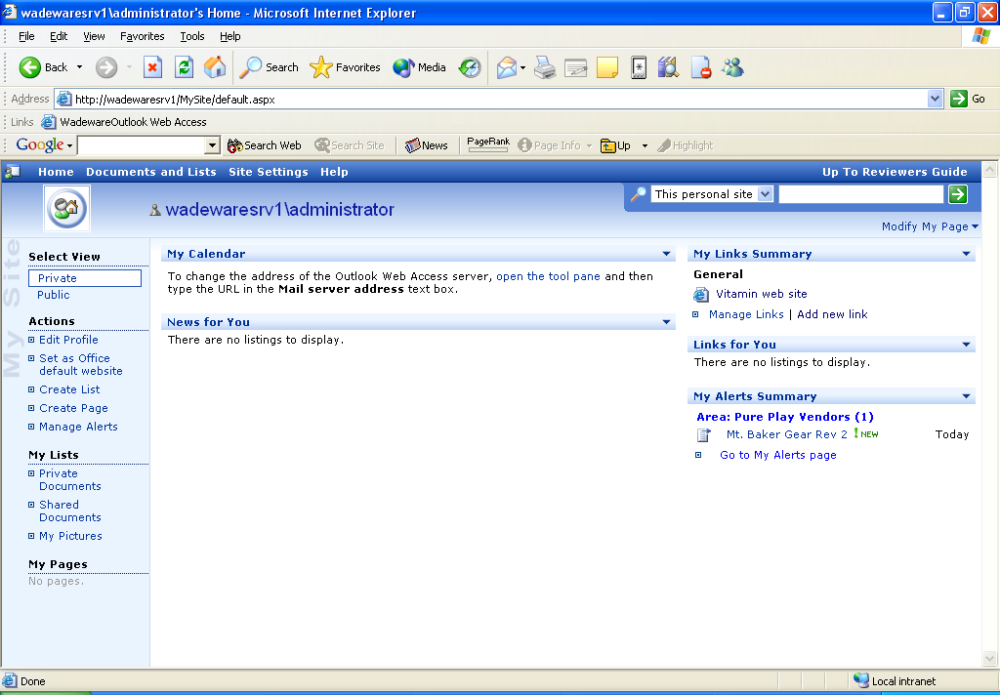 wadewaresrv1\administrator's Home - Microsoft Internet Explorer
File Edit View Favorites Tools Help
Back Search Favorites Media
Address http://wadewaresrv1/MySite/default.aspx Go
Links WadewareOutlook Web Access
Google Search Web Search Site News PageRank Page Info Up Highlight
Home Documents and Lists Site Settings Help Up To Reviewers Guide
wadewaresrv1\administrator This personal site
Modify My Page
My Site
Select View
Private
Public
Actions
Edit Profile
Set as Office
default website
Create List
Create Page
Manage Alerts
My Lists
Private
Documents
Shared
Documents
My Pictures
My Pages
No pages.
My Calendar
To change the address of the Outlook Web Access server, open the tool pane and then
type the URL in the Mail server address text box.
News for You
There are no listings to display.
My Links Summary
General
Vitamin web site
Manage Links | Add new link
Links for You
There are no listings to display.
My Alerts Summary
Area: Pure Play Vendors (1)
Mt. Baker Gear Rev 2 ! NEW Today
Go to My Alerts page
Done Local intranet